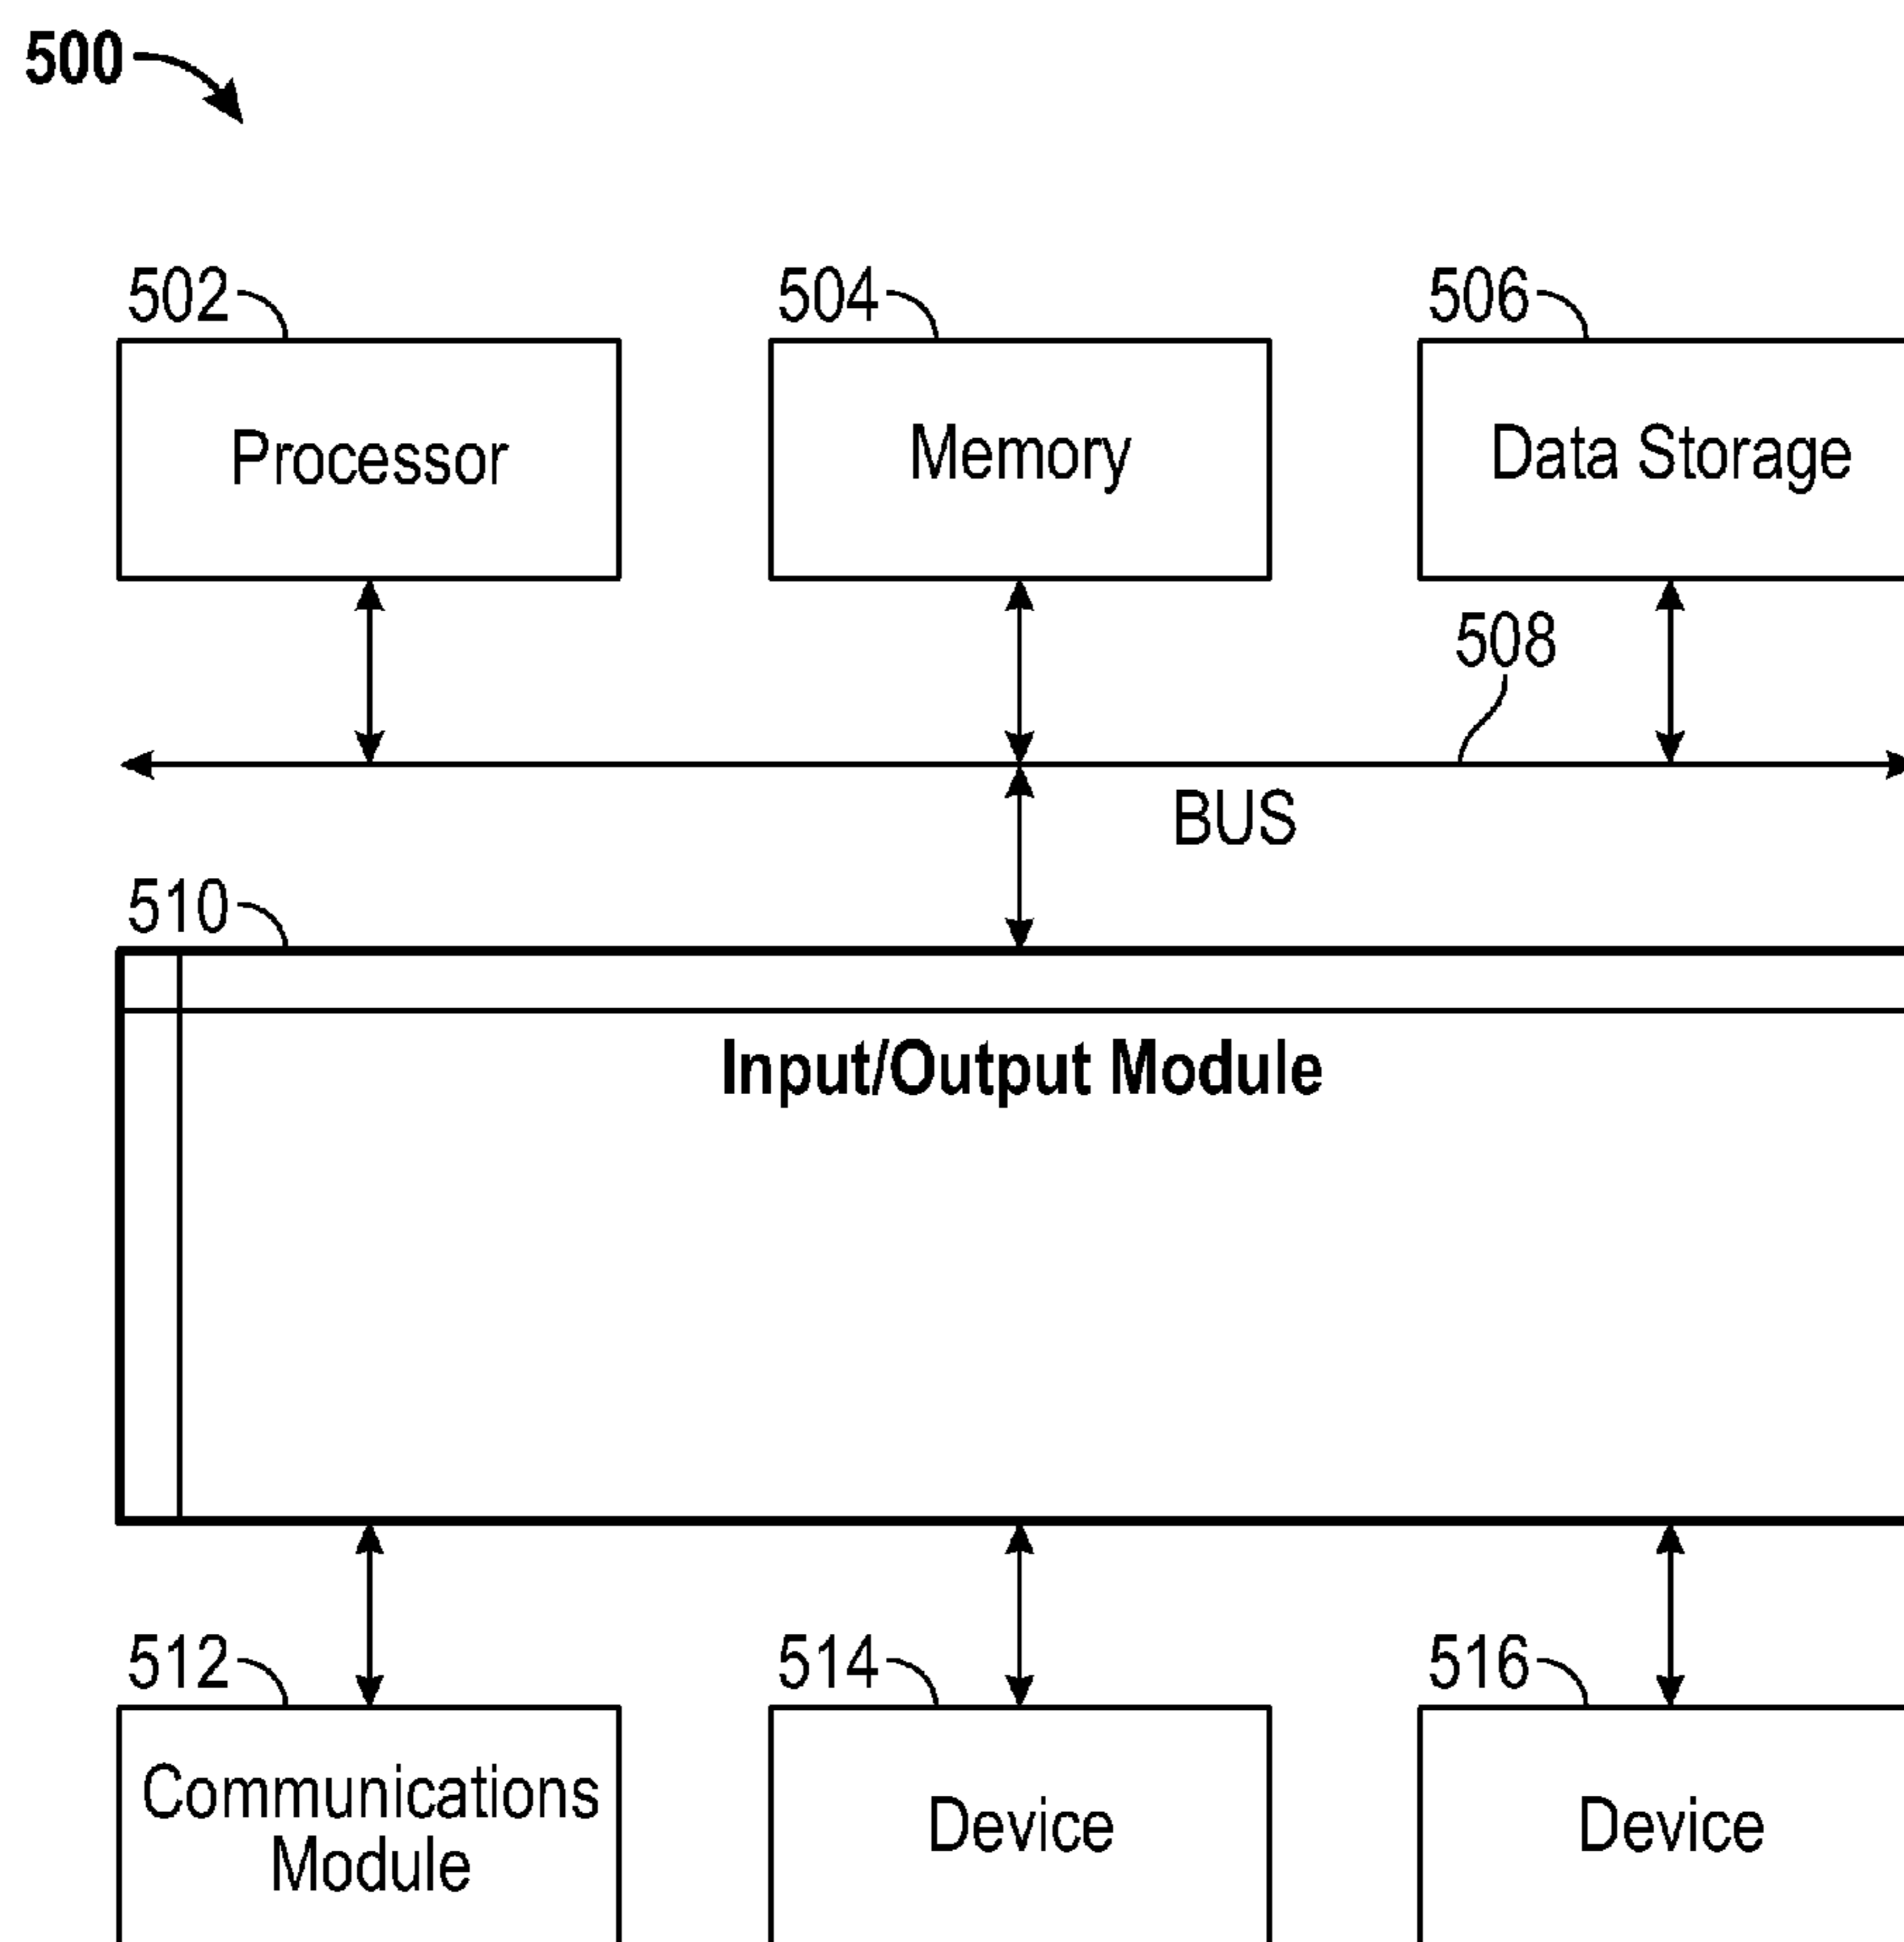 500
502
504
506
Processor
Memory
Data Storage
508
BUS
510
Input/Output Module
512
514
516
Communications
Module
Device
Device